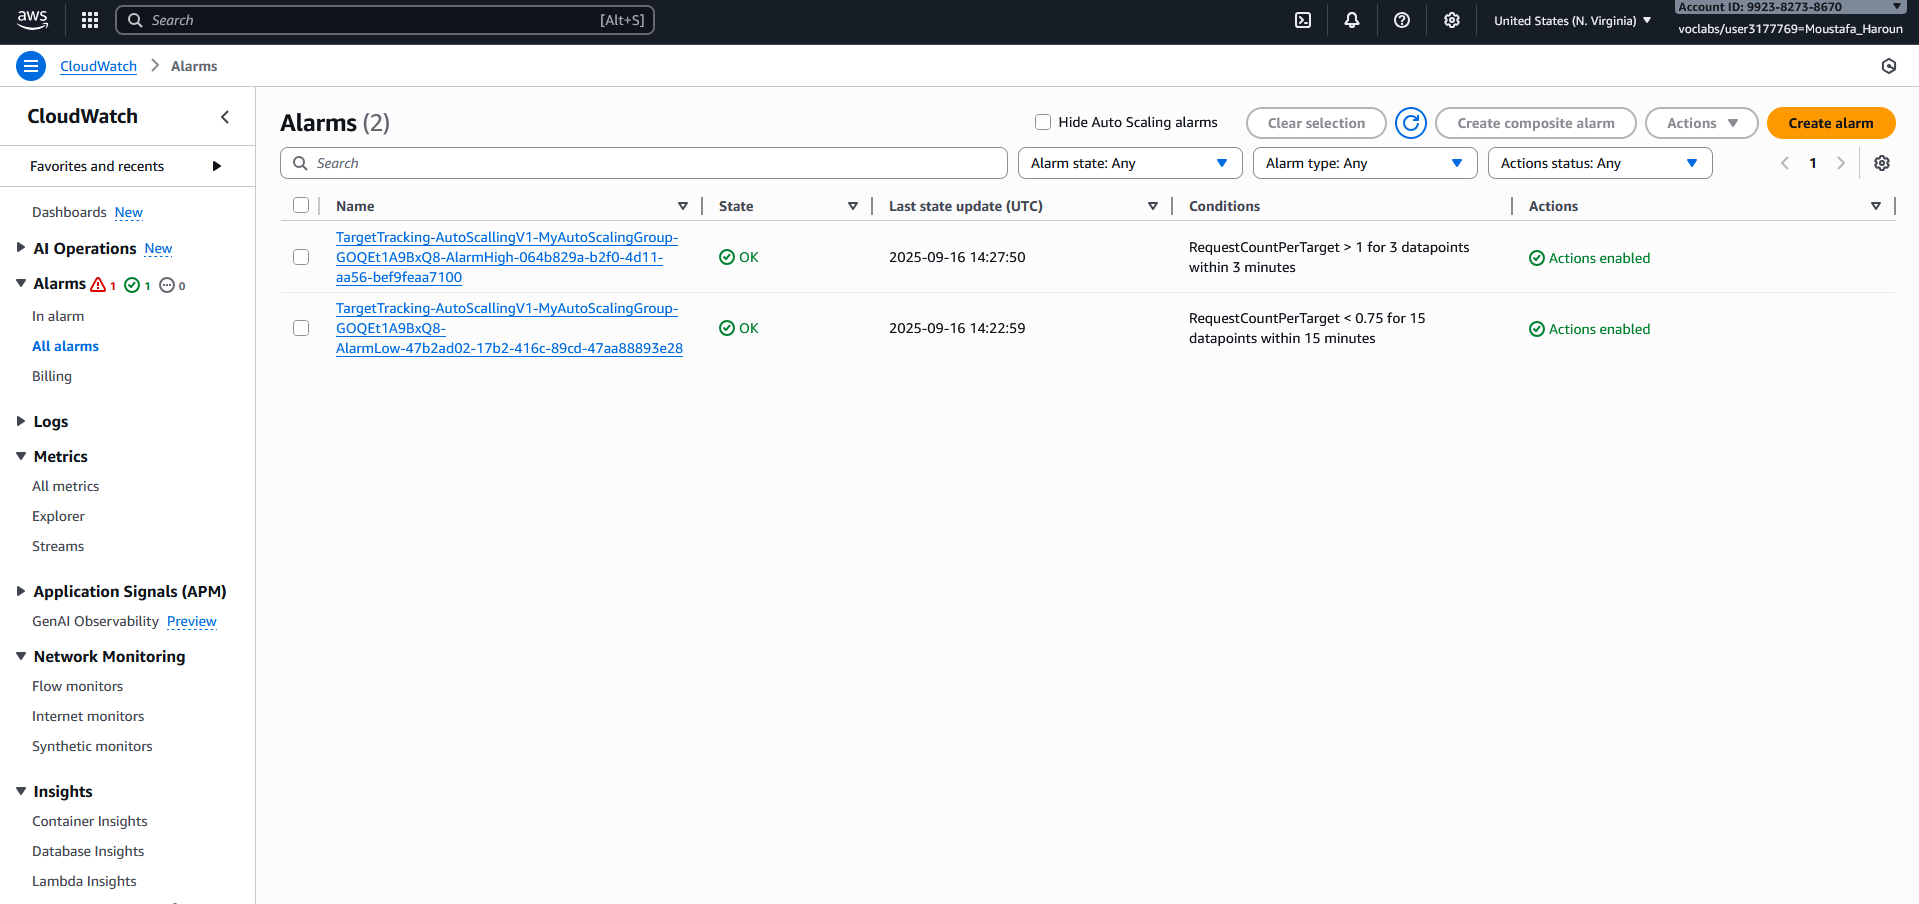 aws
Search
[Alt+S]
United States (N. Virginia)
Account ID: 9923-8273-8670
voclabs/user3177769=Moustafa_Haroun
CloudWatch
Alarms
CloudWatch
Favorites and recents
Dashboards New
AI Operations New
Alarms 1 1 0
In alarm
All alarms
Billing
Logs
Metrics
All metrics
Explorer
Streams
Application Signals (APM)
GenAI Observability Preview
Network Monitoring
Flow monitors
Internet monitors
Synthetic monitors
Insights
Container Insights
Database Insights
Lambda Insights
Alarms (2)
Hide Auto Scaling alarms
Clear selection
Create composite alarm
Actions
Create alarm
Search
Alarm state: Any
Alarm type: Any
Actions status: Any
1
Name
State
Last state update (UTC)
Conditions
Actions
TargetTracking-AutoScallingV1-MyAutoScalingGroup-
GOQEt1A9BxQ8-AlarmHigh-064b829a-b2f0-4d11-
aa56-bef9feaa7100
OK
2025-09-16 14:27:50
RequestCountPerTarget > 1 for 3 datapoints
within 3 minutes
Actions enabled
TargetTracking-AutoScallingV1-MyAutoScalingGroup-
GOQEt1A9BxQ8-
AlarmLow-47b2ad02-17b2-416c-89cd-47aa88893e28
OK
2025-09-16 14:22:59
RequestCountPerTarget < 0.75 for 15
datapoints within 15 minutes
Actions enabled